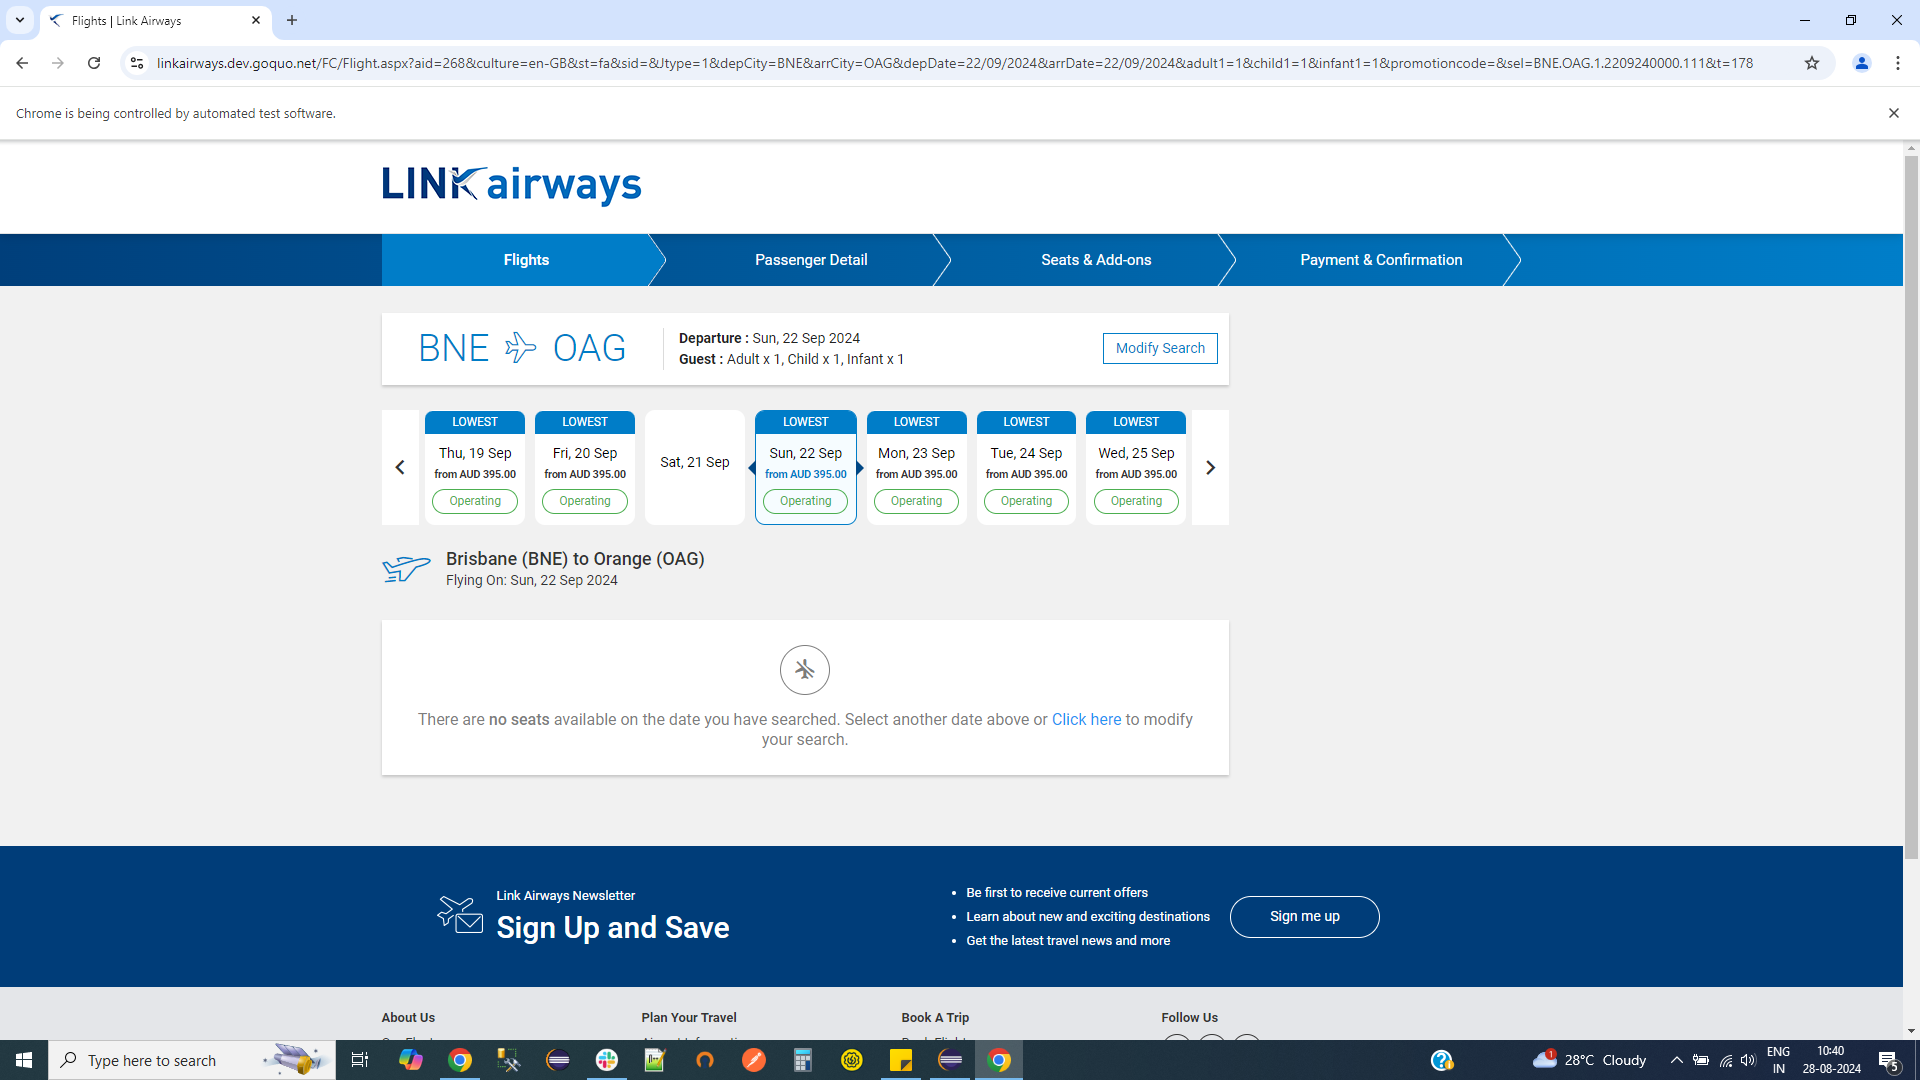 Flights | Link Airways
linkairways.dev.goquo.net/FC/Flight.aspx?aid=268&culture=en-GB&st=fa&sid=&Jtype=1&depCity=BNE&arrCity=OAG&depDate=22/09/2024&arrDate=22/09/2024&adult1=1&child1=1&infant1=1&promotioncode=&sel=BNE.OAG.1.2209240000.111&t=178
Chrome is being controlled by automated test software.
LINK airways
Flights
Passenger Detail
Seats & Add-ons
Payment & Confirmation
BNE OAG
Departure : Sun, 22 Sep 2024
Guest : Adult x 1, Child x 1, Infant x 1
Modify Search
LOWEST
Thu, 19 Sep
from AUD 395.00
Operating
LOWEST
Fri, 20 Sep
from AUD 395.00
Operating
Sat, 21 Sep
LOWEST
Sun, 22 Sep
from AUD 395.00
Operating
LOWEST
Mon, 23 Sep
from AUD 395.00
Operating
LOWEST
Tue, 24 Sep
from AUD 395.00
Operating
LOWEST
Wed, 25 Sep
from AUD 395.00
Operating
Brisbane (BNE) to Orange (OAG)
Flying On: Sun, 22 Sep 2024
There are no seats available on the date you have searched. Select another date above or Click here to modify
your search.
Link Airways Newsletter
Sign Up and Save
• Be first to receive current offers
• Learn about new and exciting destinations
• Get the latest travel news and more
Sign me up
About Us
Plan Your Travel
Book A Trip
Follow Us
Type here to search
28°C Cloudy
ENG
IN
10:40
28-08-2024
5
1